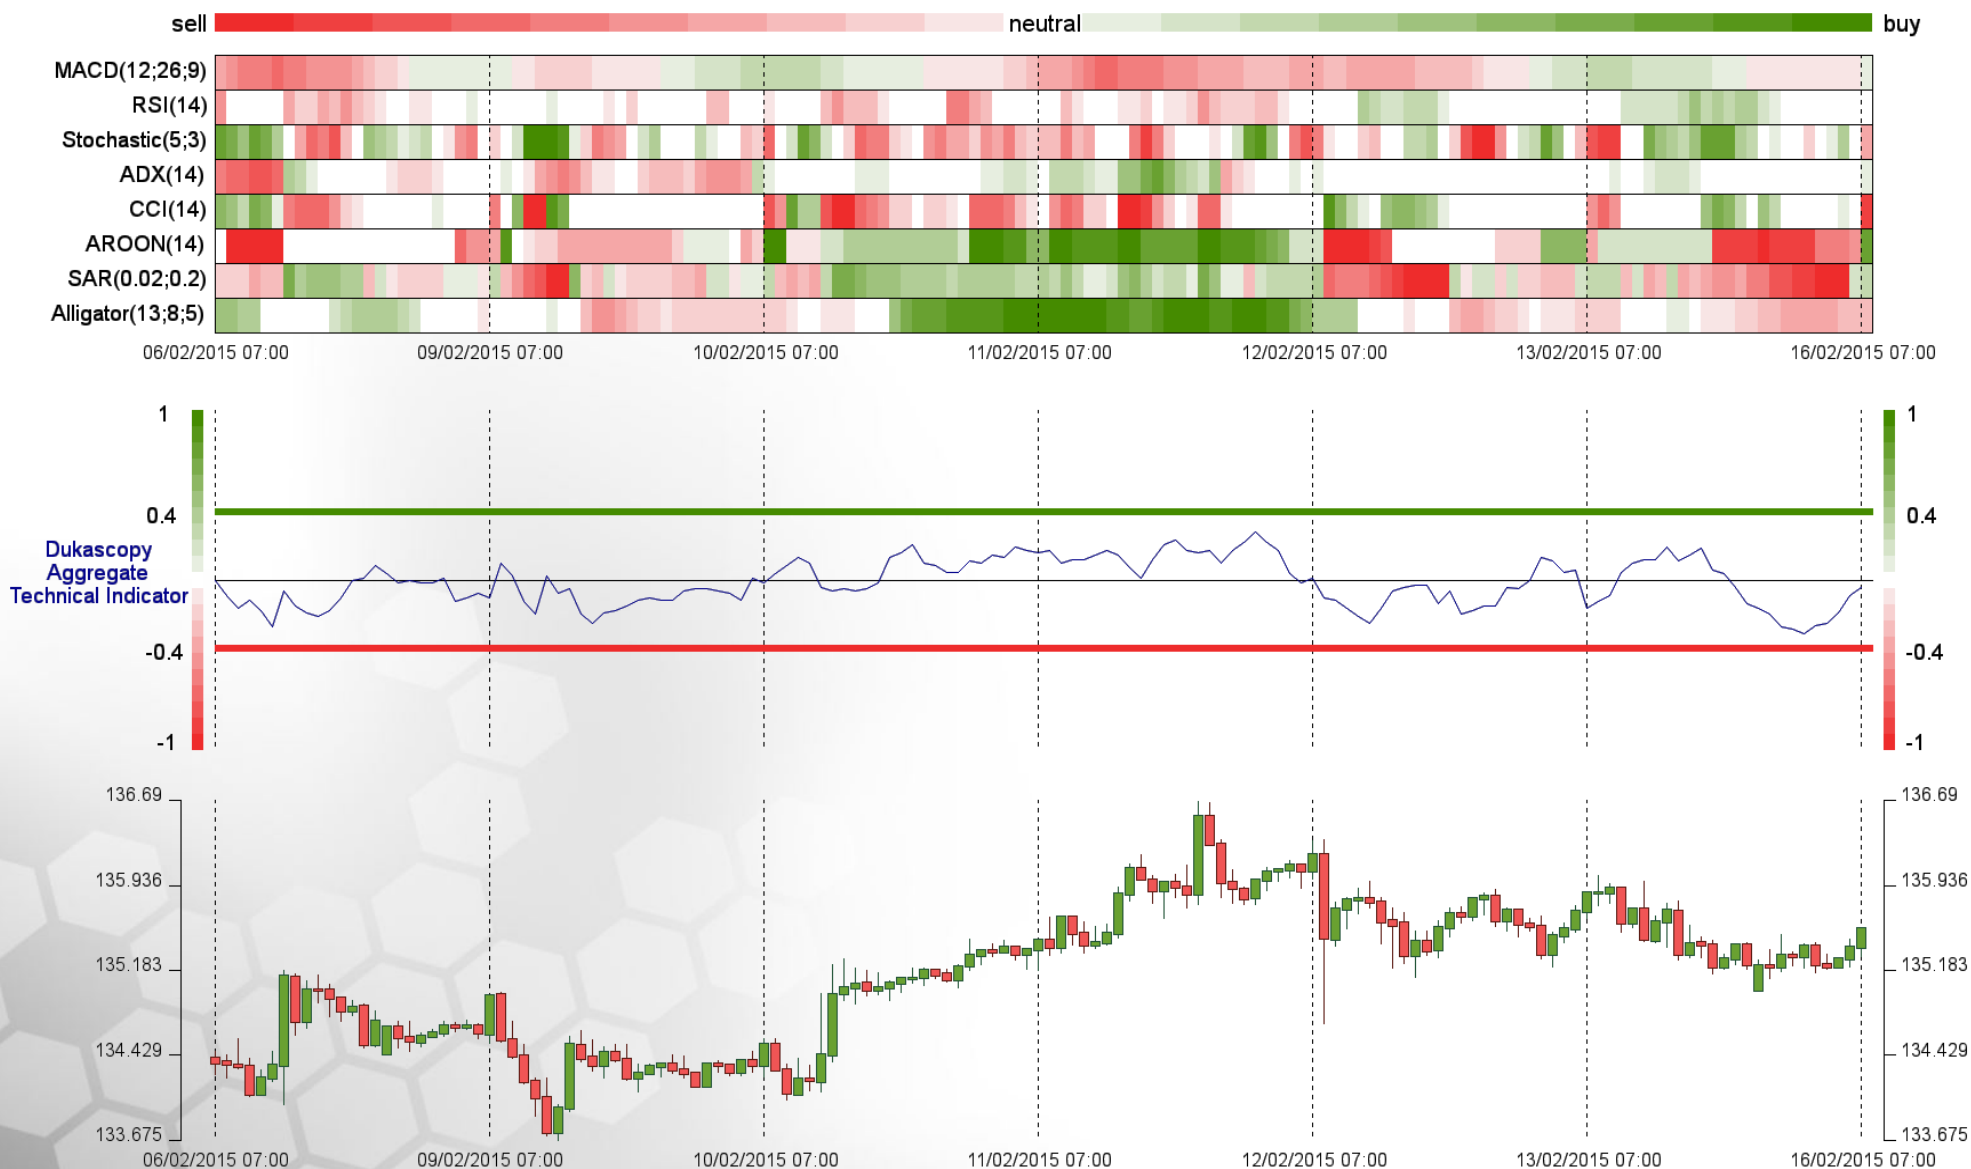 sell neutral buy
MACD(12;26;9)
RSI(14)
Stochastic(5;3)
ADX(14)
CCI(14)
AROON(14)
SAR(0.02;0.2)
Alligator(13;8;5)
06/02/2015 07:00 09/02/2015 07:00 10/02/2015 07:00 11/02/2015 07:00 12/02/2015 07:00 13/02/2015 07:00 16/02/2015 07:00
1 1
0.4 0.4
Dukascopy
Aggregate
Technical Indicator
-0.4 -0.4
-1 -1
136.69 136.69
135.936 135.936
135.183 135.183
134.429 134.429
133.675 133.675
06/02/2015 07:00 09/02/2015 07:00 10/02/2015 07:00 11/02/2015 07:00 12/02/2015 07:00 13/02/2015 07:00 16/02/2015 07:00